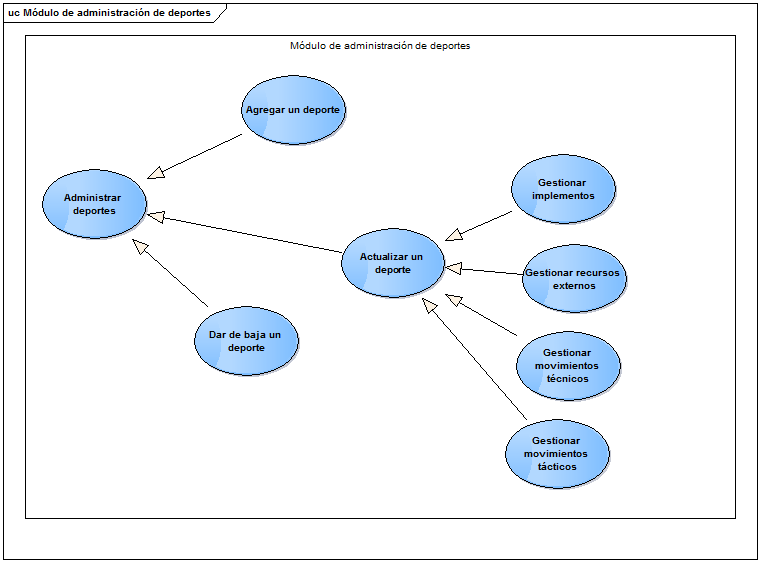 uc Módulo de administración de deportes
Módulo de administración de deportes
Agregar un deporte
Administrar
deportes
Gestionar
implementos
Actualizar un
deporte
Gestionar recursos
externos
Dar de baja un
deporte
Gestionar
movimientos
técnicos
Gestionar
movimientos
tácticos